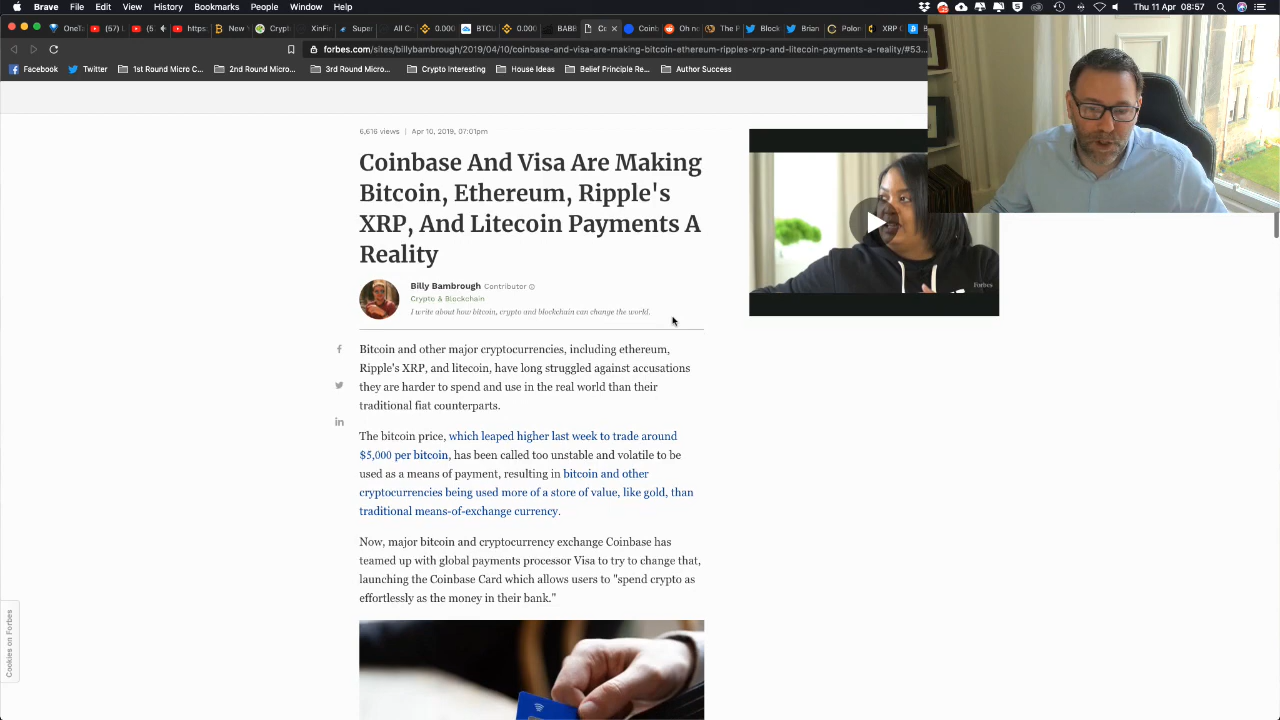 Brave File Edit View History Bookmarks People Window Help
Thu 11 Apr 08:57
OneTo
(57) L
https:
New
Crypt
XinFir
Super
All C
0.000
BTCU
0.000
BABB
Co
Coinb
Oh no
The P
Block
Brian
Polon
XRP C
forbes.com/sites/billybambrough/2019/04/10/coinbase-and-visa-are-making-bitcoin-ethereum-ripples-xrp-and-litecoin-payments-a-reality/#53...
Facebook Twitter 1st Round Micro C... 2nd Round Micro... 3rd Round Micro... Crypto Interesting House Ideas Belief Principle Re... Author Success
6,616 views | Apr 10, 2019, 07:01pm
Coinbase And Visa Are Making
Bitcoin, Ethereum, Ripple's
XRP, And Litecoin Payments A
Reality
Billy Bambrough Contributor
Crypto & Blockchain
I write about how bitcoin, crypto and blockchain can change the world.
Bitcoin and other major cryptocurrencies, including ethereum,
Ripple's XRP, and litecoin, have long struggled against accusations
they are harder to spend and use in the real world than their
traditional fiat counterparts.
The bitcoin price, which leaped higher last week to trade around
$5,000 per bitcoin, has been called too unstable and volatile to be
used as a means of payment, resulting in bitcoin and other
cryptocurrencies being used more of a store of value, like gold, than
traditional means-of-exchange currency.
Now, major bitcoin and cryptocurrency exchange Coinbase has
teamed up with global payments processor Visa to try to change that,
launching the Coinbase Card which allows users to "spend crypto as
effortlessly as the money in their bank."
Forbes
Cookies on Forbes